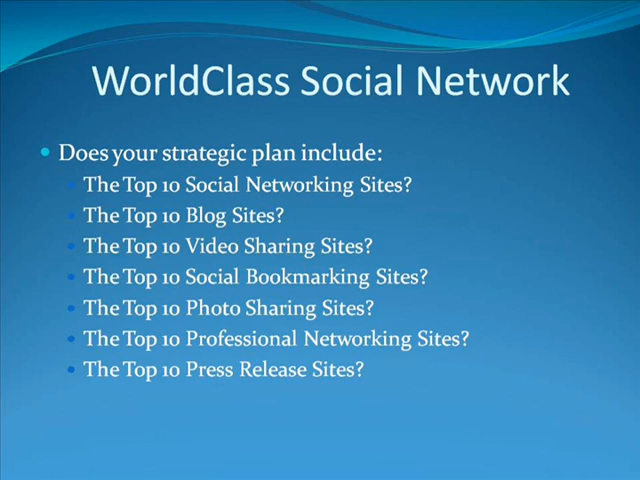 WorldClass Social Network
Does your strategic plan include:
The Top 10 Social Networking Sites?
The Top 10 Blog Sites?
The Top 10 Video Sharing Sites?
The Top 10 Social Bookmarking Sites?
The Top 10 Photo Sharing Sites?
The Top 10 Professional Networking Sites?
The Top 10 Press Release Sites?